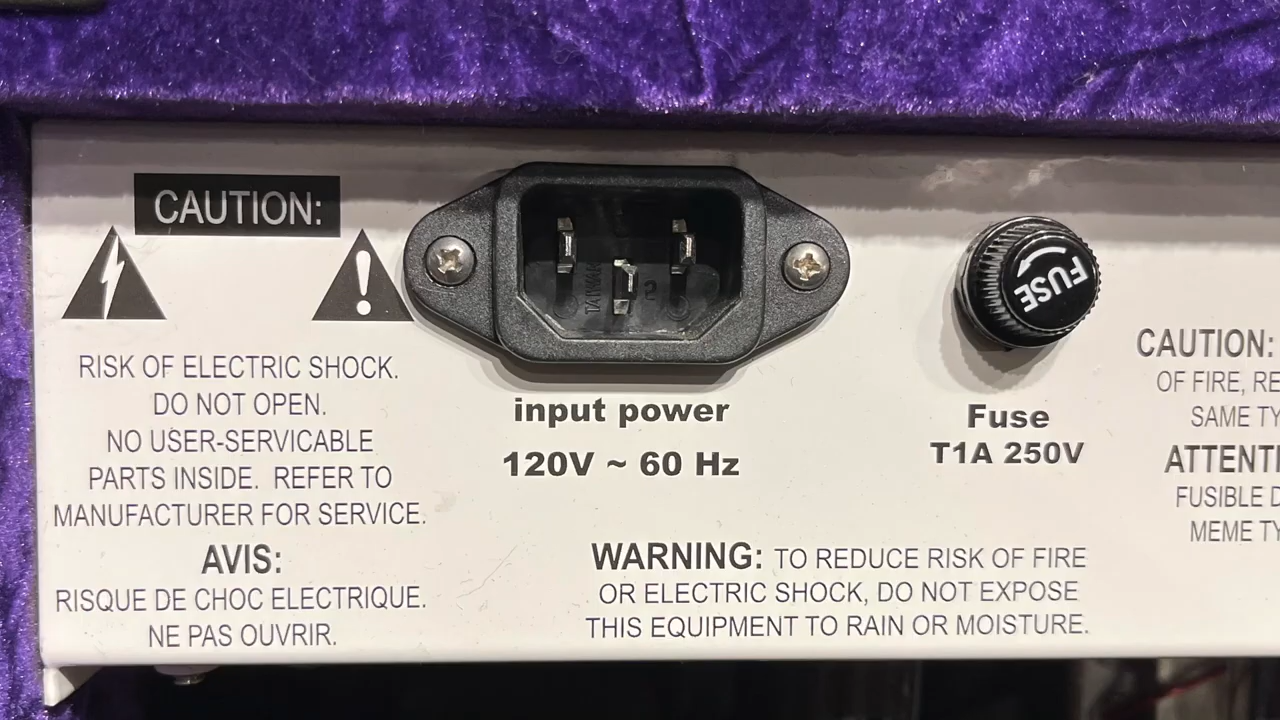 CAUTION:
RISK OF ELECTRIC SHOCK.
DO NOT OPEN.
NO USER-SERVICABLE
PARTS INSIDE. REFER TO
MANUFACTURER FOR SERVICE.
AVIS:
RISQUE DE CHOC ELECTRIQUE.
NE PAS OUVRIR.
TAIWAN
input power
120V ~ 60 Hz
WARNING: TO REDUCE RISK OF FIRE
OR ELECTRIC SHOCK, DO NOT EXPOSE
THIS EQUIPMENT TO RAIN OR MOISTURE.
FUSE
Fuse
T1A 250V
CAUTION:
OF FIRE, RE
SAME TY
ATTENTI
FUSIBLE D
MEME TY